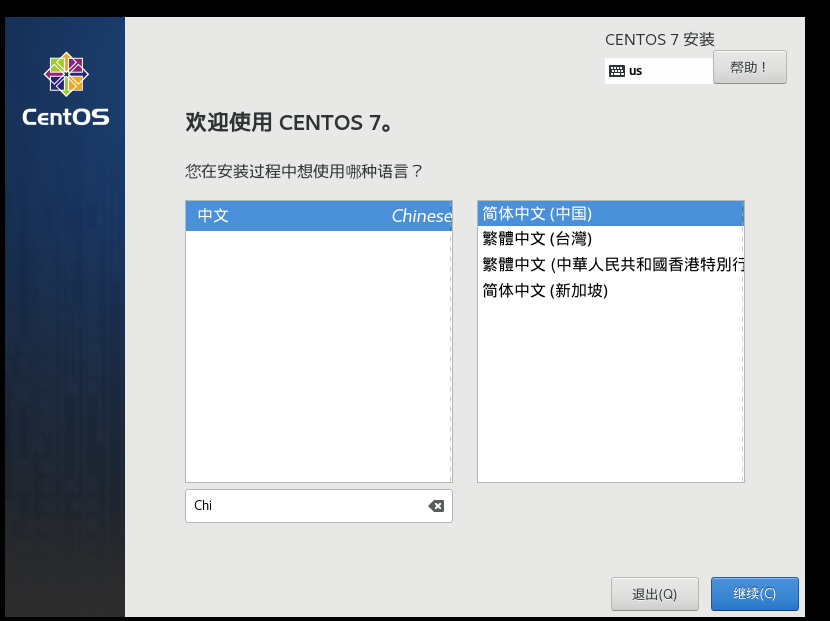 CENTOS 7 安装
us
帮助！
CentOS
欢迎使用 CENTOS 7。
您在安装过程中想使用哪种语言？
中文 Chinese
简体中文 (中国)
繁體中文 (台灣)
繁體中文 (中華人民共和國香港特別行
简体中文 (新加坡)
Chi
退出(Q)
继续(C)